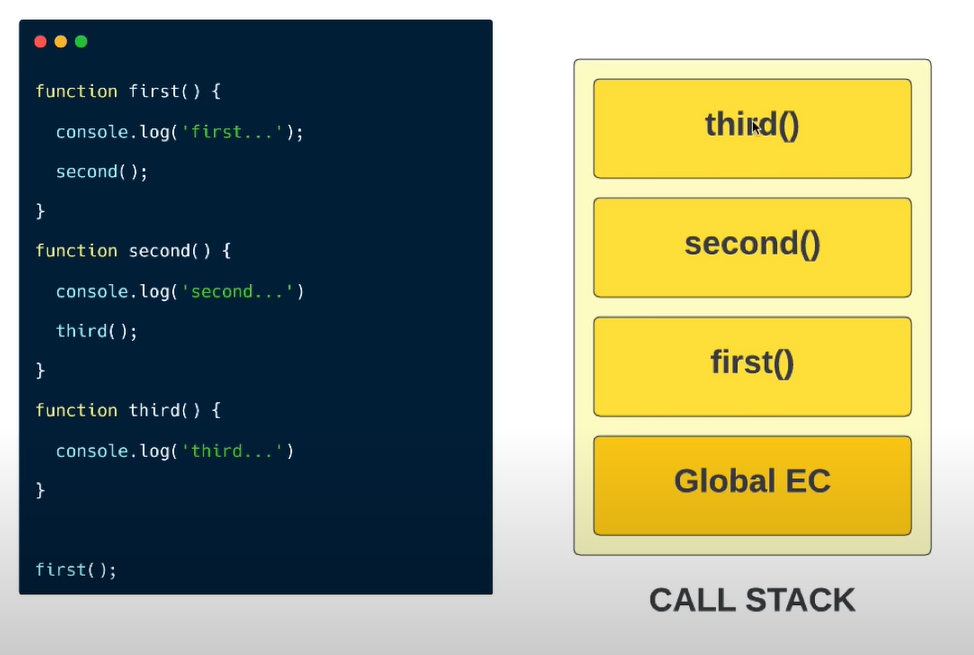 function first() {
  console.log('first...');
  second();
}
function second() {
  console.log('second...')
  third();
}
function third() {
  console.log('third...')
}
first();
third()
second()
first()
Global EC
CALL STACK